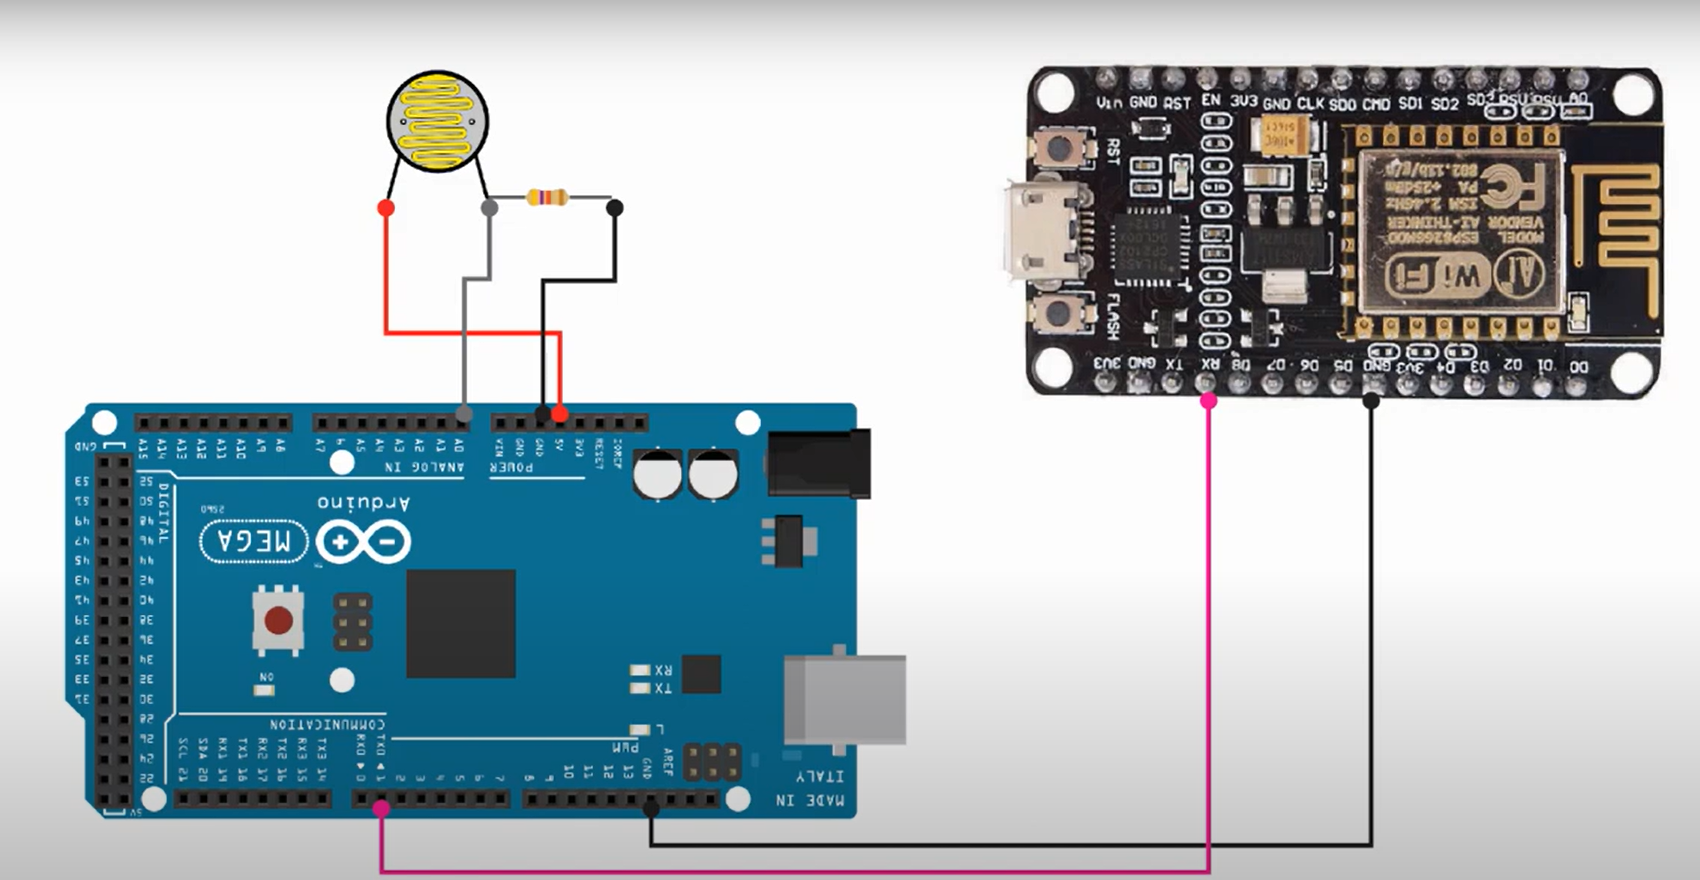 Vin GND RST EN 3V3 GND CLK SD0 CMD SD1 SD2 SD3 RSV RSV A0
RST
FLASH
MODEL ESP8266MOD
VENDOR AI-THINKER
ISM 2.4GHz
PA +25dBm
802.11b/g/n
FC
Wi Fi
Ai
3V3 GND TX RX D8 D7 D6 D5 GND 3V3 D4 D3 D2 D1 D0
A15 A14 A13 A12 A11 A10 A9 A8
A7 A5 A4 A3 A2 A1 A0
VIN GND GND 5V 3V3 RESET IOREF
GND
ANALOG IN
POWER
DIGITAL
53 52
51 50
49 48
47 46
45 44
43 42
41 40
39 38
37 36
35 34
33 32
31 30
28
26
24
22
5V
Arduino
MEGA
2560
TM
ON
RX
TX
L
COMMUNICATION
PWM
SCL 21
SDA 20
RX1 19
TX1 18
RX2 17
TX2 16
RX3 15
TX3 14
RX0 0
TX0 1
2 3 4 5 6 7
8 9 10 11 12 13 GND AREF
MADE IN
ITALY